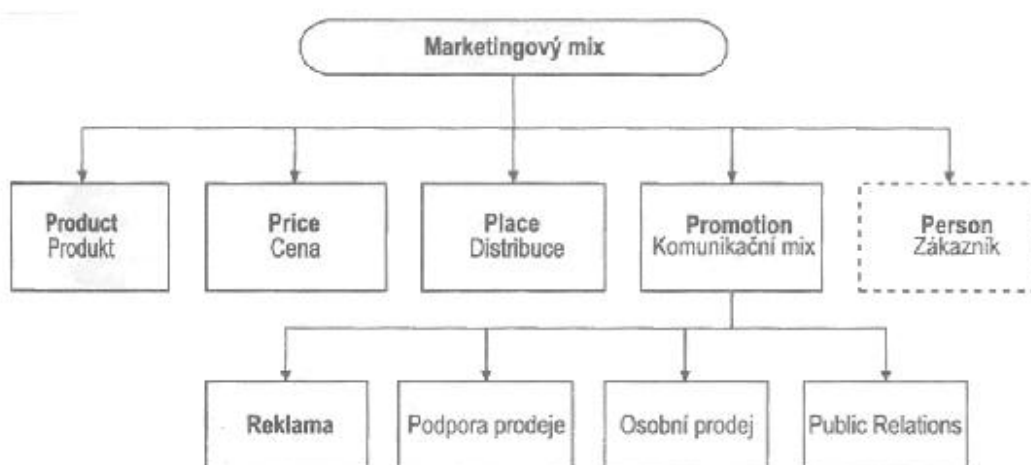 Marketingový mix
Product
Produkt
Price
Cena
Place
Distribuce
Promotion
Komunikační mix
Person
Zákazník
Reklama
Podpora prodeje
Osobní prodej
Public Relations